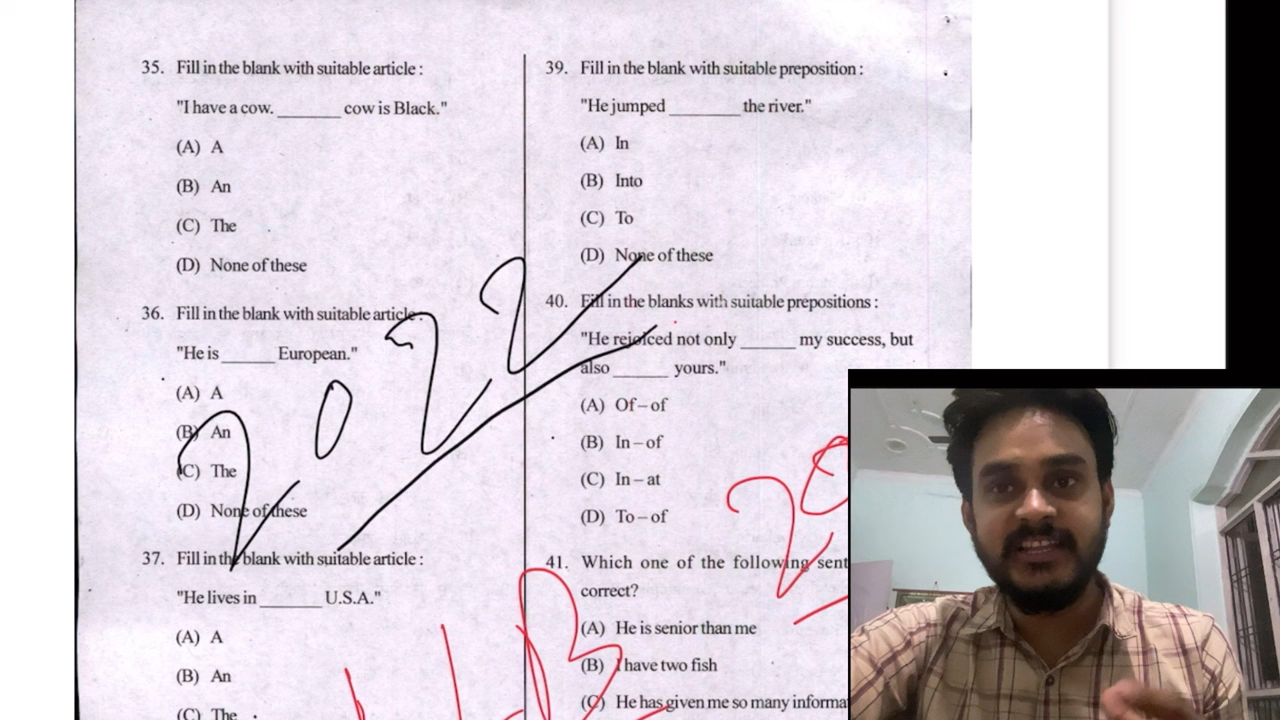 35. Fill in the blank with suitable article :
"I have a cow. ______ cow is Black."
(A) A
(B) An
(C) The
(D) None of these
36. Fill in the blank with suitable article :
"He is _____ European."
(A) A
(B) An
(C) The
(D) None of these
37. Fill in the blank with suitable article :
"He lives in ______ U.S.A."
(A) A
(B) An
(C) The
39. Fill in the blank with suitable preposition :
"He jumped _______ the river."
(A) In
(B) Into
(C) To
(D) None of these
40. Fill in the blanks with suitable prepositions :
"He rejoiced not only _____ my success, but
also _____ yours."
(A) Of – of
(B) In – of
(C) In – at
(D) To – of
41. Which one of the following sent
correct?
(A) He is senior than me
(B) I have two fish
(C) He has given me so many informa
2022